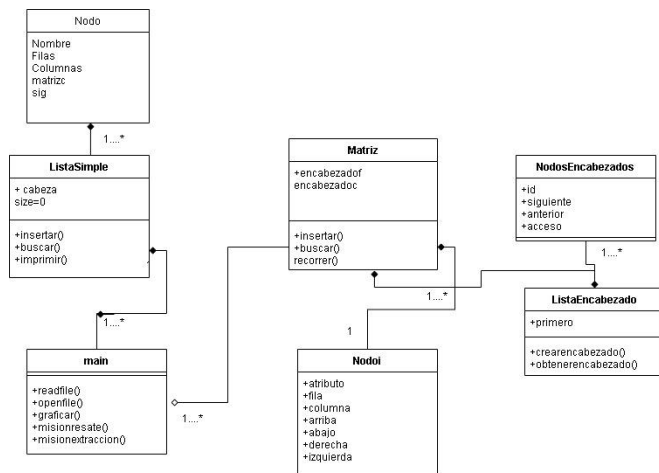 Nodo
Nombre
Filas
Columnas
matrizc
sig
1....*
ListaSimple
+ cabeza
size=0
+insertar()
+buscar()
+imprimir()
1....*
main
+readfile()
+openfile()
+graficar()
+misionresate()
+misionextraccion()
1....*
Matriz
+encabezadof
encabezadoc
+insertar()
+buscar()
recorrer()
1....*
1
Nodoi
+atributo
+fila
+columna
+arriba
+abajo
+derecha
+izquierda
NodosEncabezados
+id
+siguiente
+anterior
+acceso
1....*
ListaEncabezado
+primero
+crearencabezado()
+obtenerencabezado()